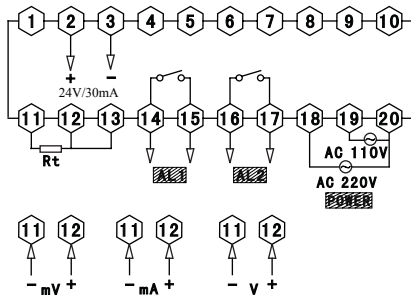 1 2 3 4 5 6 7 8 9 10
+ −
24V/30mA
11 12 13 14 15 16 17 18 19 20
Rt
AC 110V
AL1 AL2
AC 220V
POWER
11 12 11 12 11 12
− mV + − mA + − V +